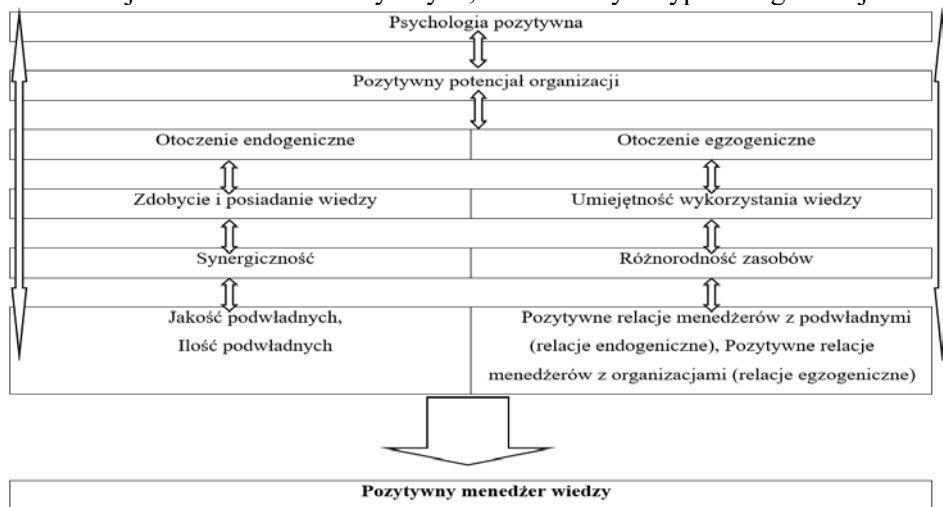 Psychologia pozytywna
Pozytywny potencjał organizacji
Otoczenie endogeniczne
Otoczenie egzogeniczne
Zdobycie i posiadanie wiedzy
Umiejętność wykorzystania wiedzy
Synergiczność
Różnorodność zasobów
Jakość podwładnych,
Ilość podwładnych
Pozytywne relacje menedżerów z podwładnymi
(relacje endogeniczne), Pozytywne relacje
menedżerów z organizacjami (relacje egzogeniczne)
Pozytywny menedżer wiedzy